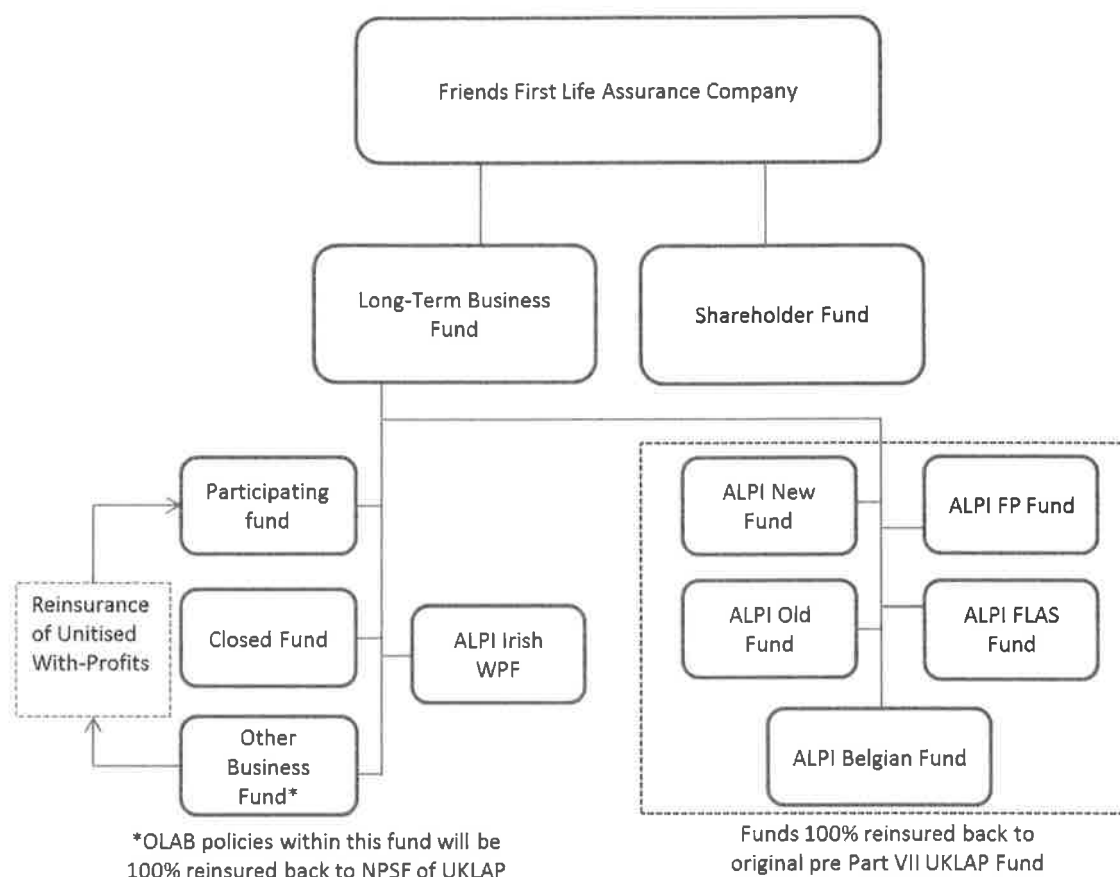 Friends First Life Assurance Company
Long-Term Business
Fund
Shareholder Fund
Participating
fund
Reinsurance
of Unitised
With-Profits
Closed Fund
ALPI Irish
WPF
Other
Business
Fund*
*OLAB policies within this fund will be
100% reinsured back to NPSF of UKLAP
ALPI New
Fund
ALPI FP Fund
ALPI Old
Fund
ALPI FLAS
Fund
ALPI Belgian Fund
Funds 100% reinsured back to
original pre Part VII UKLAP Fund